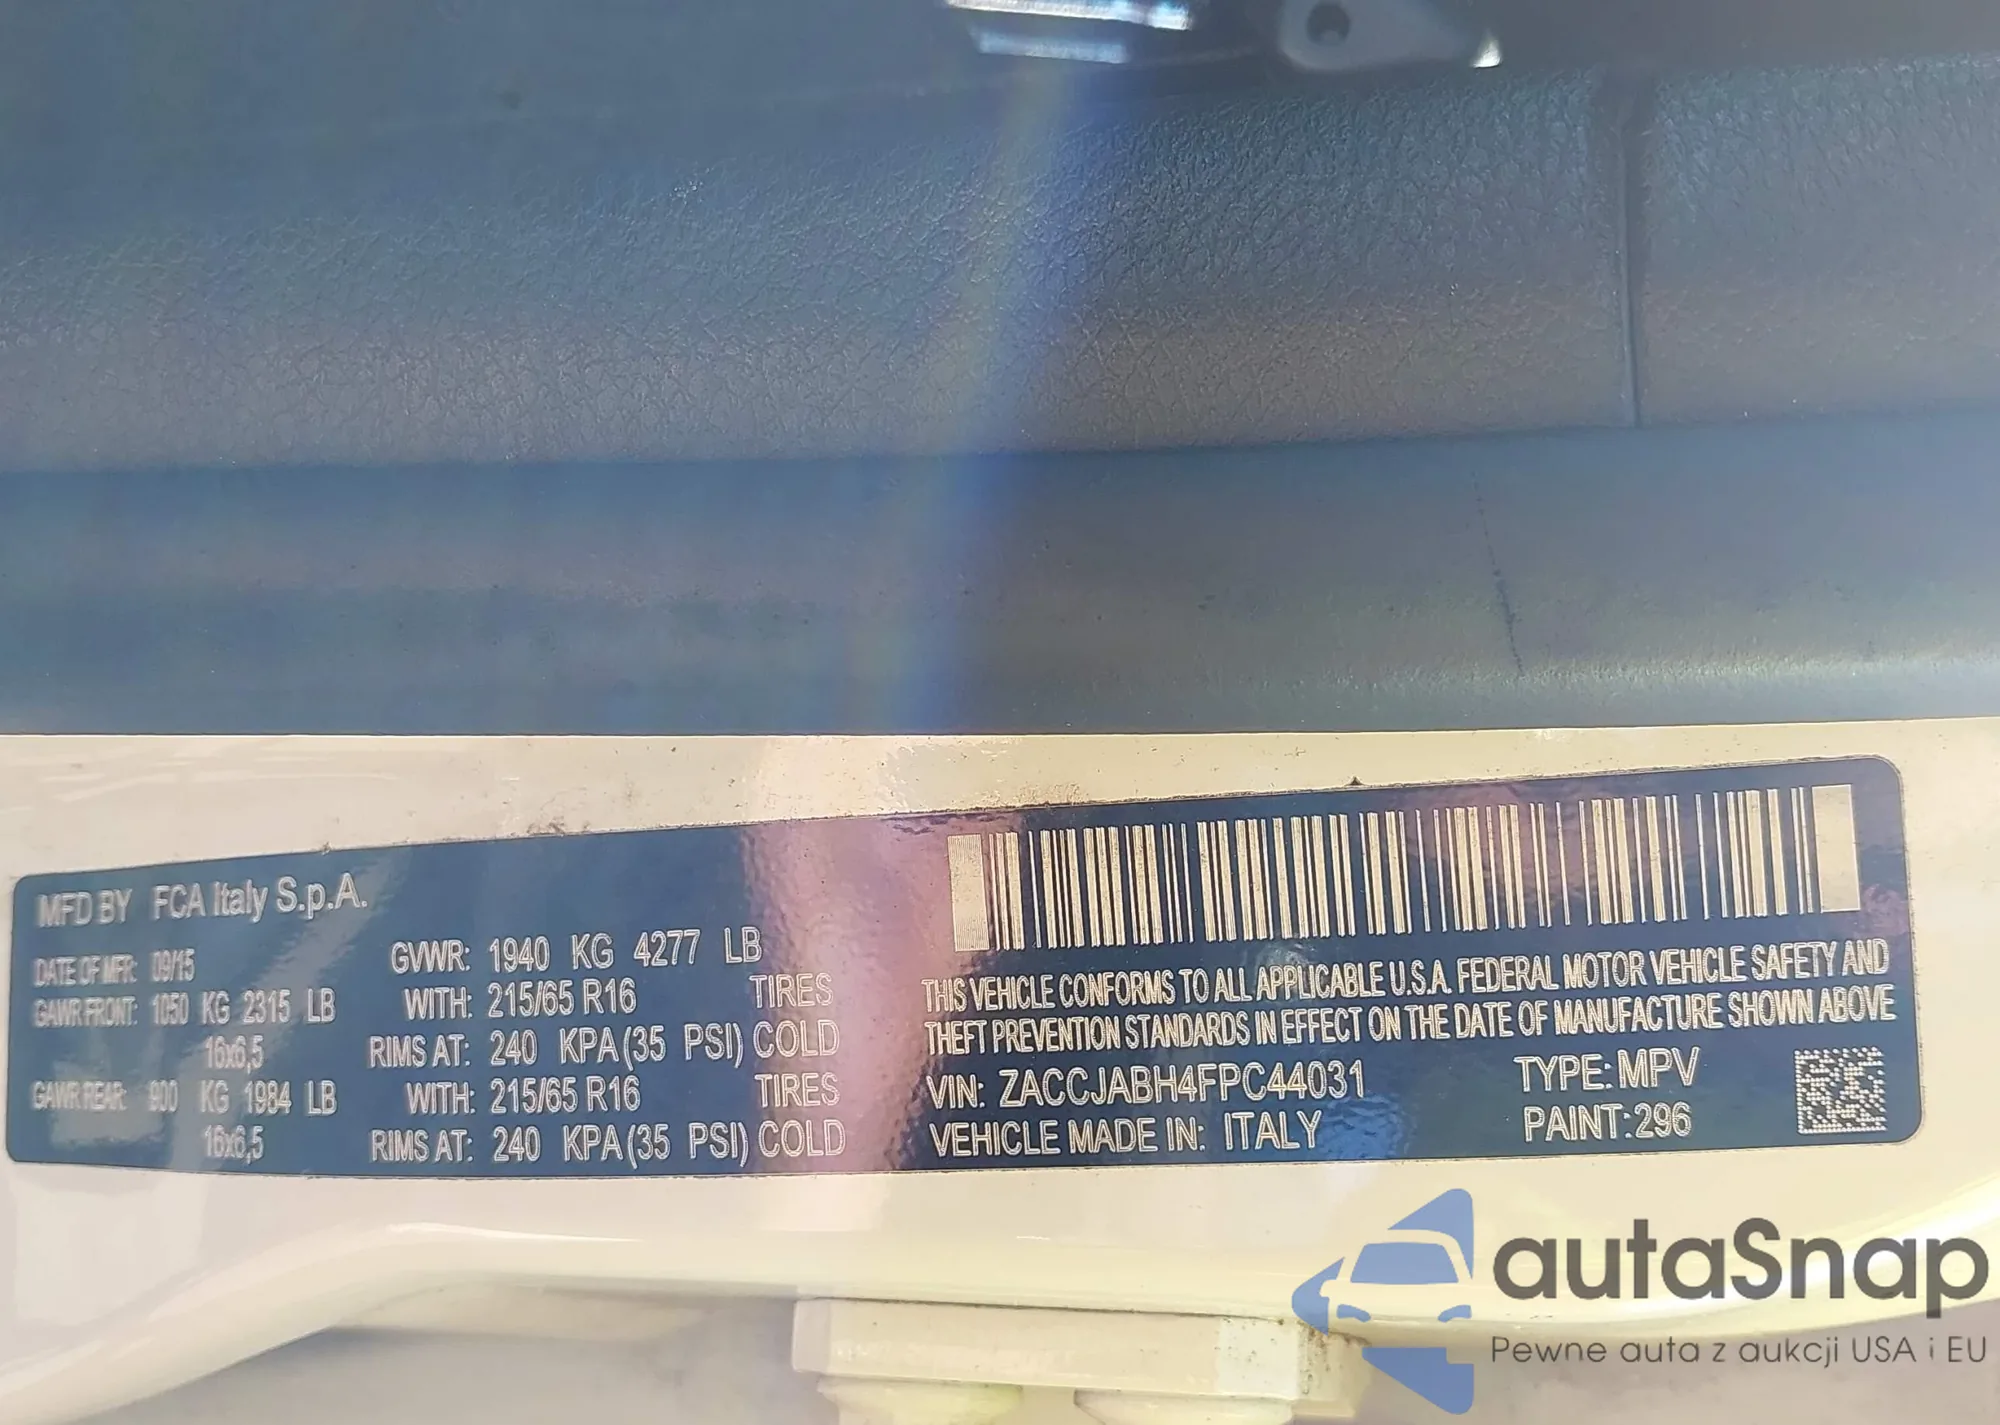 MFD BY FCA Italy S.p.A.
DATE OF MFR: 09/15 GVWR: 1940 KG 4277 LB
GAWR FRONT: 1050 KG 2315 LB WITH: 215/65 R16 TIRES
16x6,5 RIMS AT: 240 KPA (35 PSI) COLD
GAWR REAR: 900 KG 1984 LB WITH: 215/65 R16 TIRES
16x6,5 RIMS AT: 240 KPA (35 PSI) COLD
THIS VEHICLE CONFORMS TO ALL APPLICABLE U.S.A. FEDERAL MOTOR VEHICLE SAFETY AND
THEFT PREVENTION STANDARDS IN EFFECT ON THE DATE OF MANUFACTURE SHOWN ABOVE
VIN: ZACCJABH4FPC44031 TYPE: MPV
VEHICLE MADE IN: ITALY PAINT: 296
autaSnap
Pewne auta z aukcji USA i EU